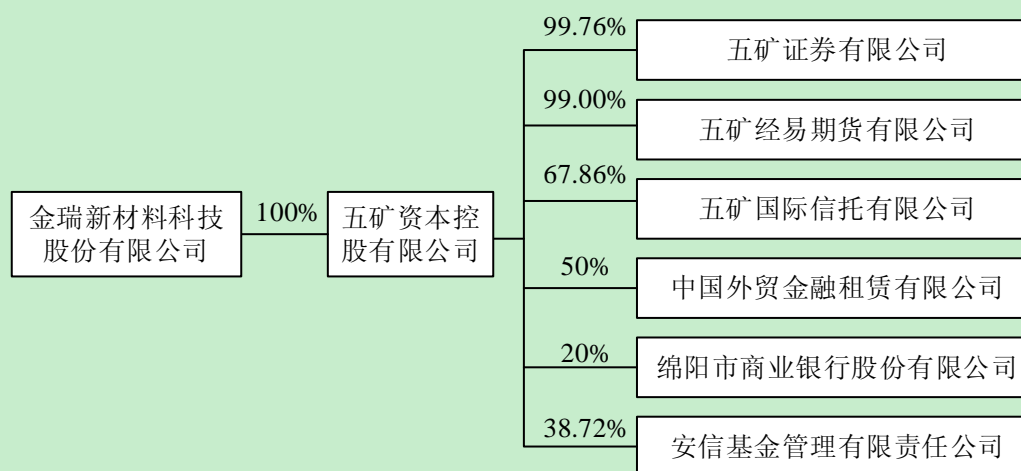 99.76%
五矿证券有限公司
99.00%
五矿经易期货有限公司
67.86%
五矿国际信托有限公司
金瑞新材料科技
股份有限公司
100%
五矿资本控
股有限公司
50%
中国外贸金融租赁有限公司
20%
绵阳市商业银行股份有限公司
38.72%
安信基金管理有限责任公司